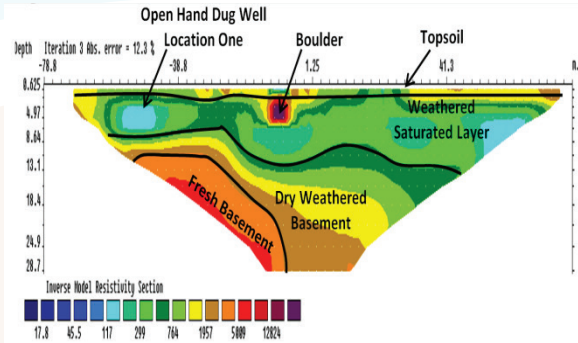 Open Hand Dug Well
Location One
Boulder
Topsoil
Depth Iteration 3 Abs. error = 12.3 %
-78.8 -38.8 1.25 41.3 m.
0.625
4.97
8.64
13.1
18.4
24.9
28.7
Weathered
Saturated Layer
Fresh Basement
Dry Weathered
Basement
Inverse Model Resistivity Section
17.8 45.5 117 299 764 1957 5009 12824